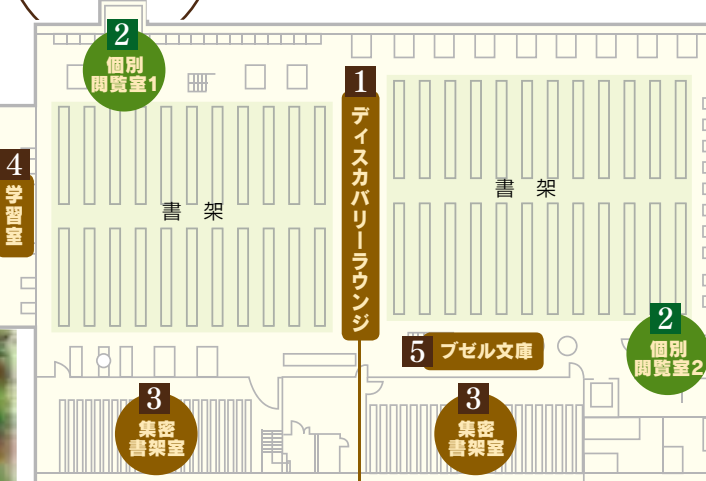 2
個別
閲覧室1
1
ディスカバリーラウンジ
4
学習室
書 架
書 架
2
個別
閲覧室2
5 ブゼル文庫
3
集密
書架室
3
集密
書架室